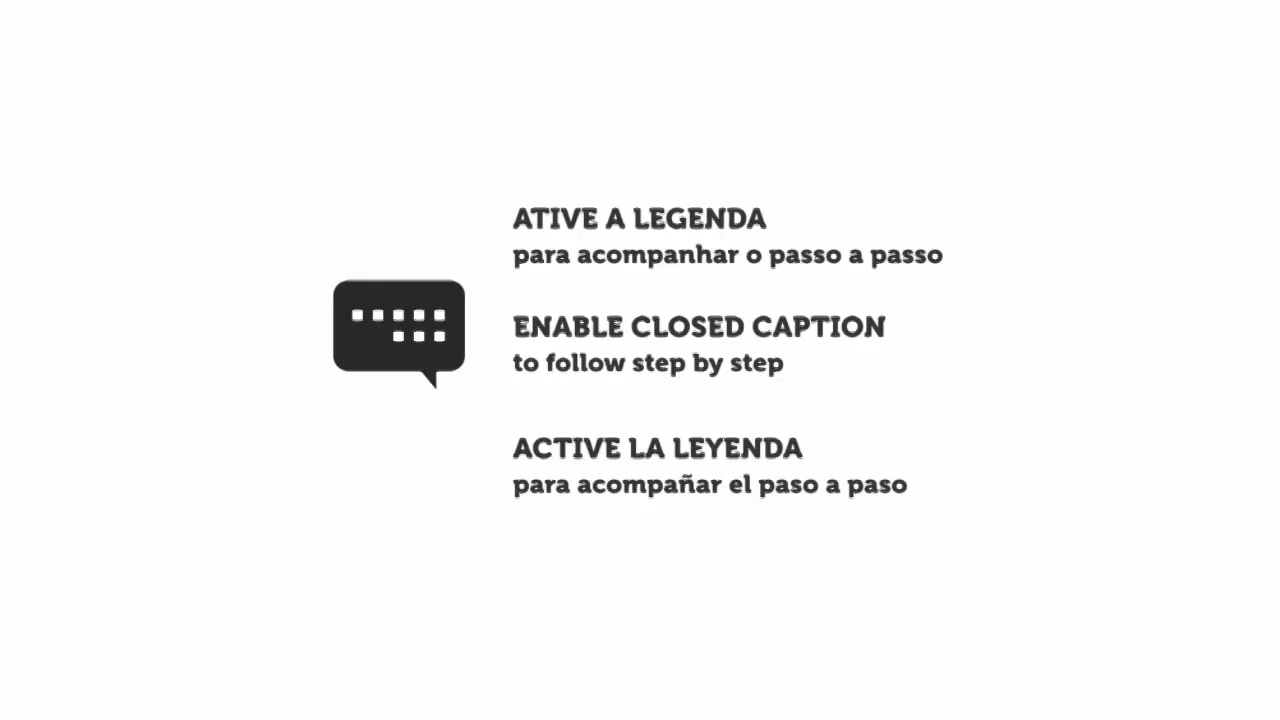 ATIVE A LEGENDA
para acompanhar o passo a passo
ENABLE CLOSED CAPTION
to follow step by step
ACTIVE LA LEYENDA
para acompañar el paso a paso